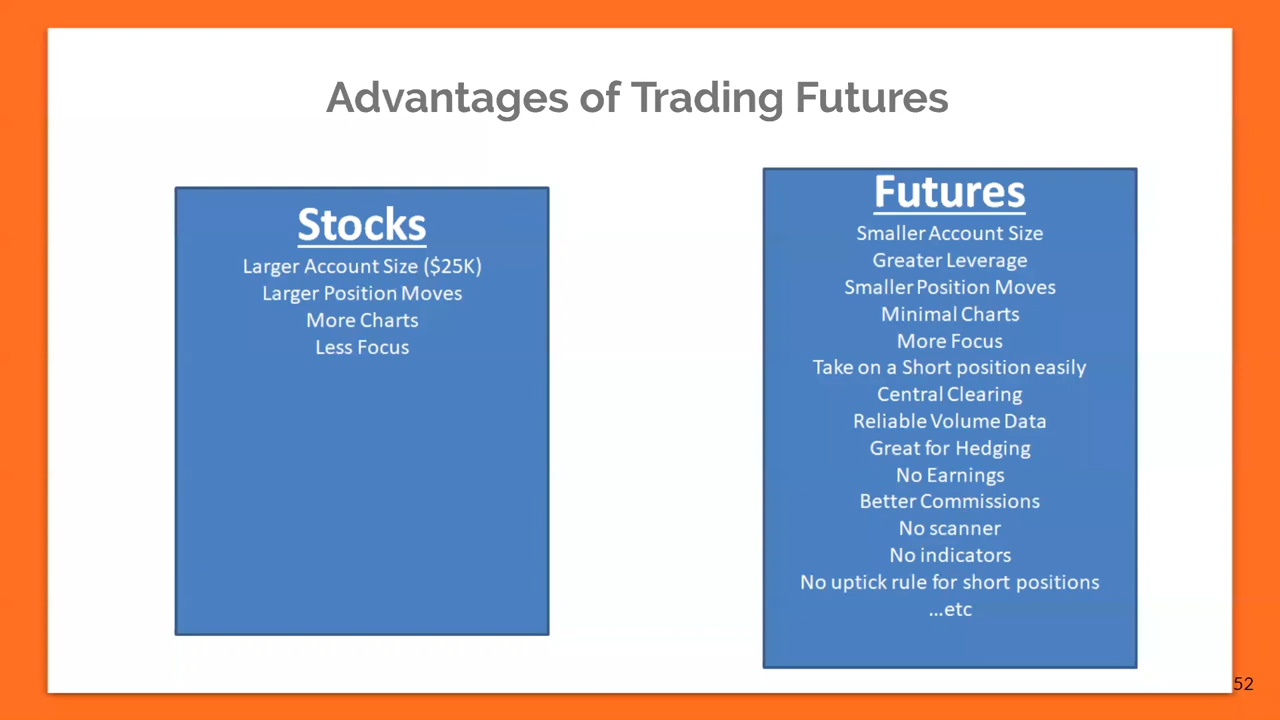 Advantages of Trading Futures
Stocks
Larger Account Size ($25K)
Larger Position Moves
More Charts
Less Focus
Futures
Smaller Account Size
Greater Leverage
Smaller Position Moves
Minimal Charts
More Focus
Take on a Short position easily
Central Clearing
Reliable Volume Data
Great for Hedging
No Earnings
Better Commissions
No scanner
No indicators
No uptick rule for short positions
...etc
52